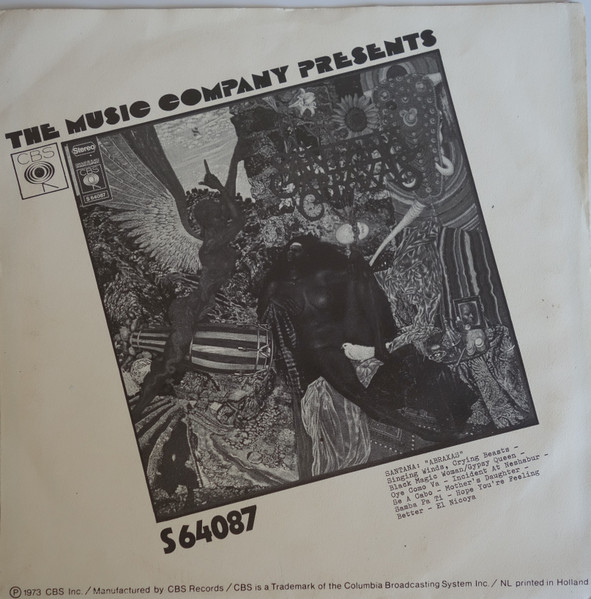 THE MUSIC COMPANY PRESENTS
CBS
Stereo
S 64087
S 64087
SANTANA: "ABRAXAS"
Singing Winds, Crying Beasts -
Black Magic Woman/Gypsy Queen -
Oye Como Va - Incident At Neshabur -
Se A Cabo - Mother's Daughter -
Samba Pa Ti - Hope You're Feeling
Better - El Nicoya
Ⓟ 1973 CBS Inc. / Manufactured by CBS Records / CBS is a Trademark of the Columbia Broadcasting System Inc. / NL printed in Holland